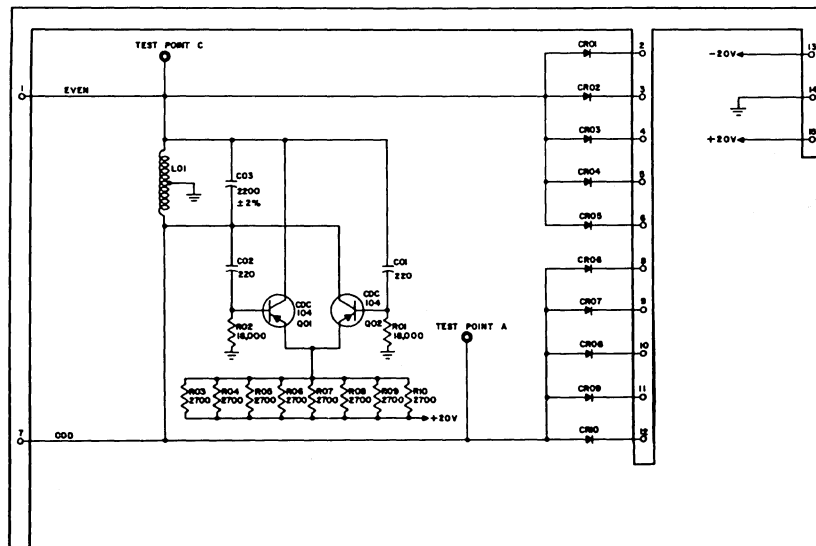 TEST POINT C
CR01
2
-20V
13
1
EVEN
CR02
3
14
CR03
4
+20V
15
L01
C03
2200
±2%
CR04
5
CR05
6
C02
220
C01
220
CR06
8
CDC
104
Q01
CDC
104
Q02
CR07
9
R02
18,000
R01
18,000
TEST POINT A
CR08
10
R03
2700
R04
2700
R05
2700
R06
2700
R07
2700
R08
2700
R09
2700
R10
2700
+20V
CR09
11
7
ODD
CR10
12